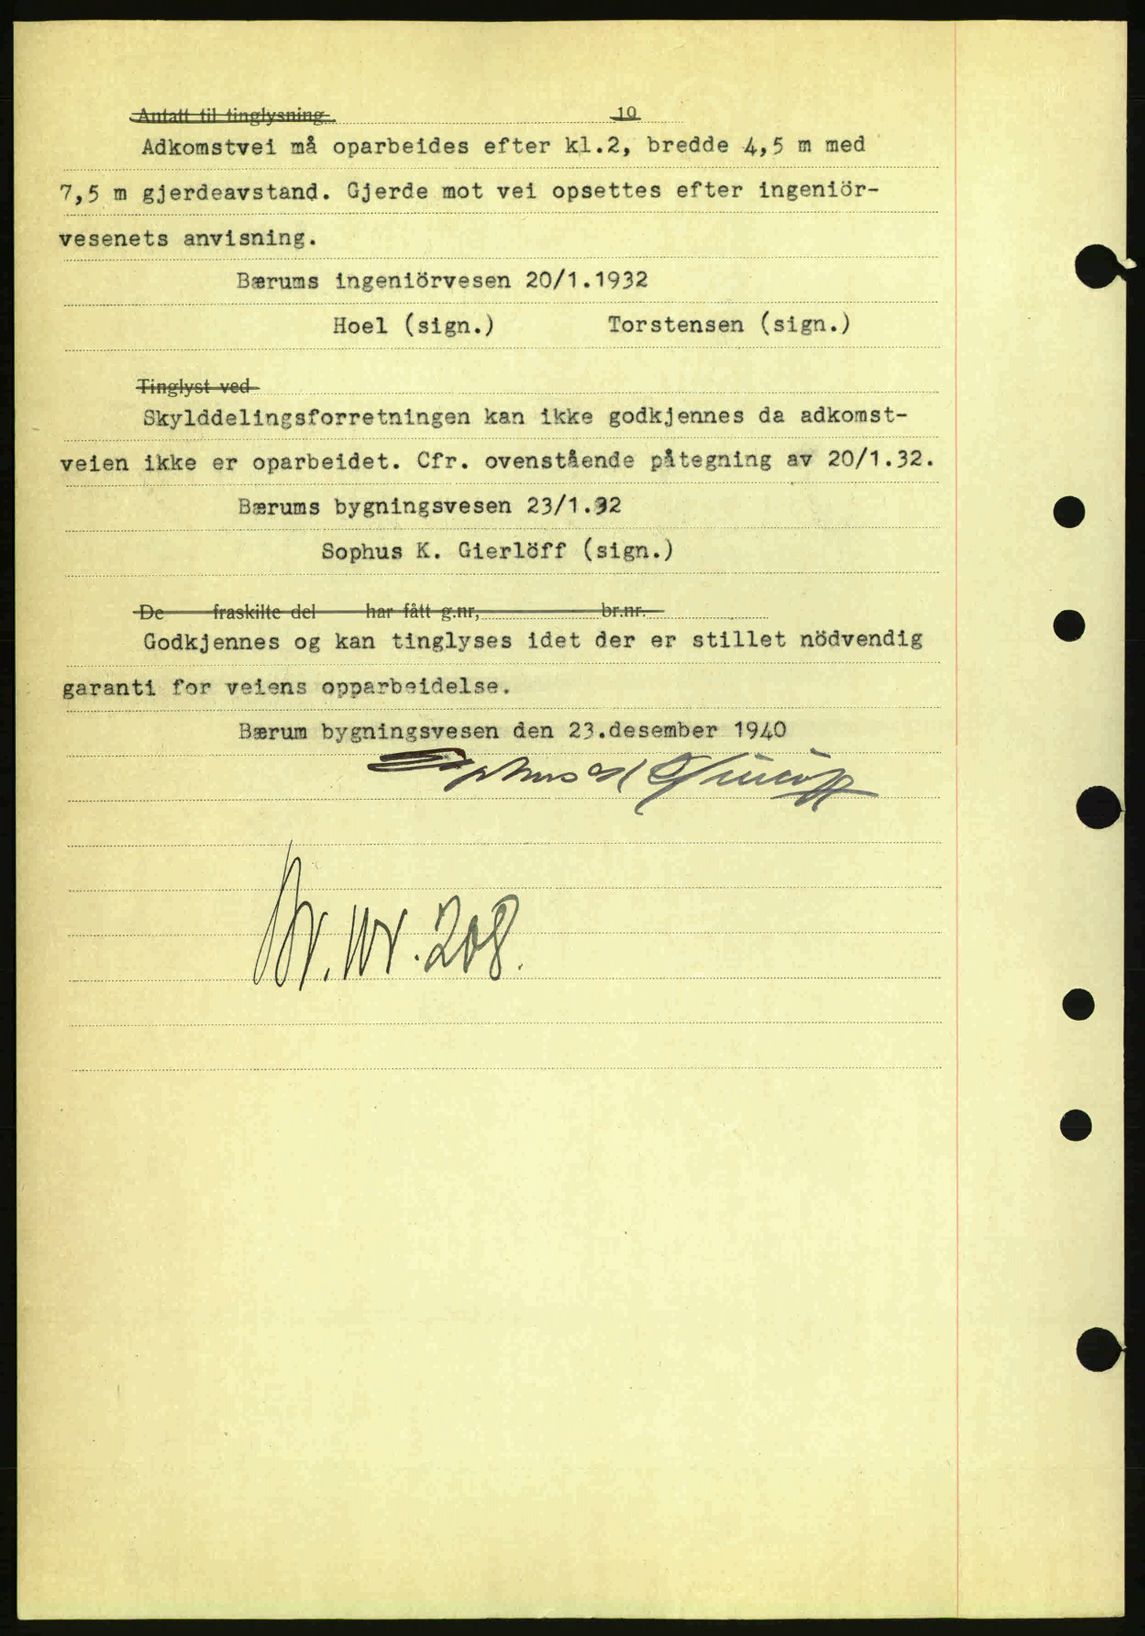 Antatt til tinglysning 19
Adkomstvei må oparbeides efter kl.2, bredde 4,5 m med
7,5 m gjerdeavstand. Gjerde mot vei opsettes efter ingeniör-
vesenets anvisning.
Bærums ingeniörvesen 20/1.1932
Hoel (sign.) Torstensen (sign.)
Tinglyst ved
Skylddelingsforretningen kan ikke godkjennes da adkomst-
veien ikke er oparbeidet. Cfr. ovenstående påtegning av 20/1.32.
Bærums bygningsvesen 23/1.32
Sophus K. Gierlöff (sign.)
De fraskilte del har fått g.nr, br.nr.
Godkjennes og kan tinglyses idet der er stillet nödvendig
garanti for veiens opparbeidelse.
Bærum bygningsvesen den 23.desember 1940
Sophus K Gierlöff
Br. nr. 208.